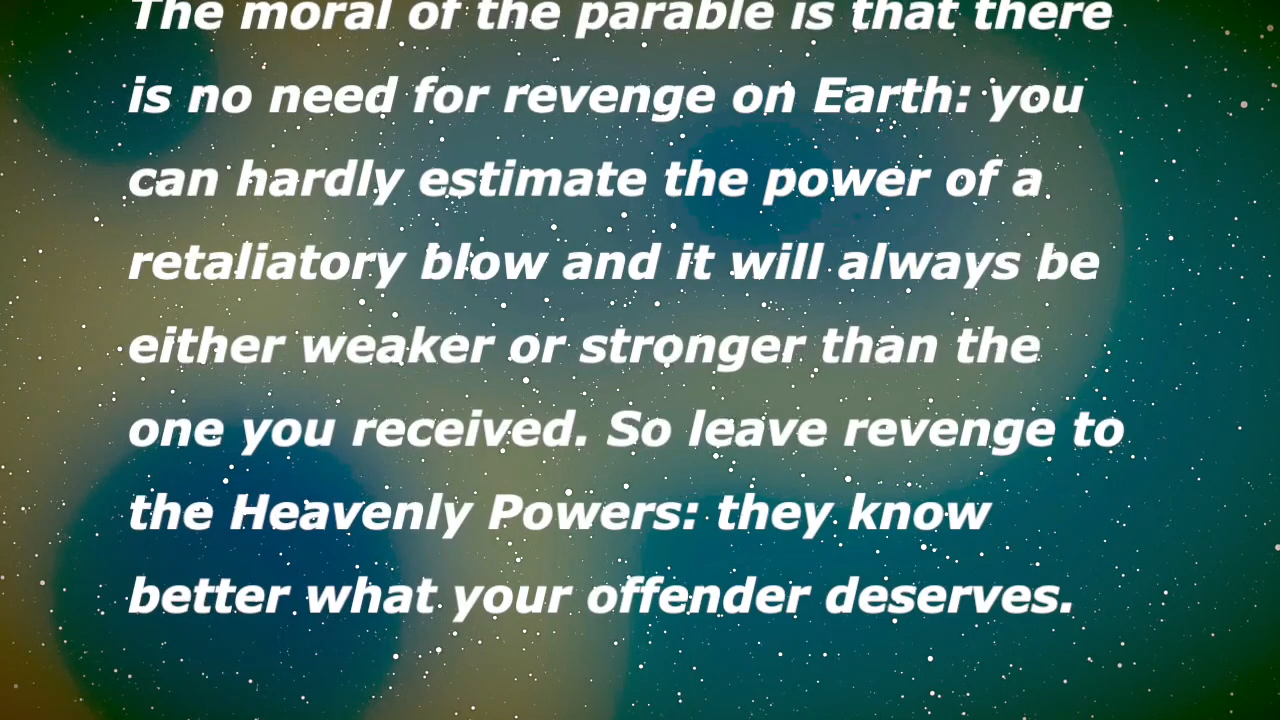 The moral of the parable is that there
is no need for revenge on Earth: you
can hardly estimate the power of a
retaliatory blow and it will always be
either weaker or stronger than the
one you received. So leave revenge to
the Heavenly Powers: they know
better what your offender deserves.